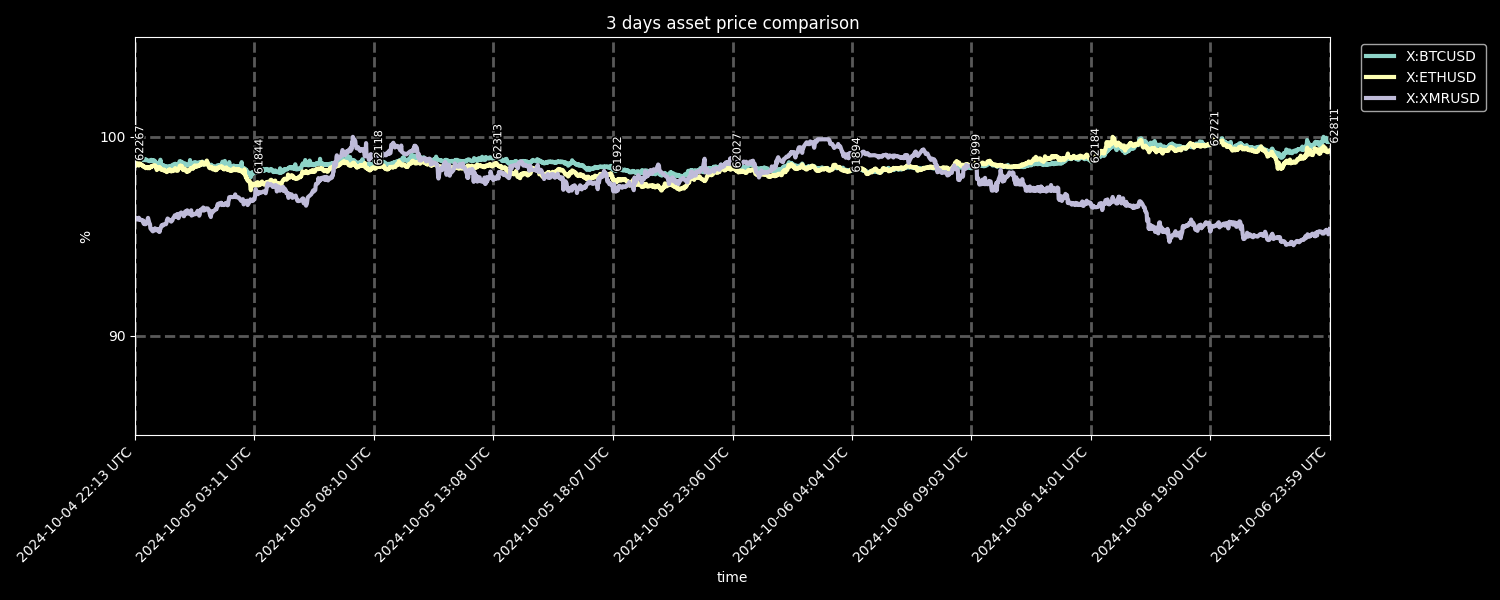 3 days asset price comparison
X:BTCUSD
X:ETHUSD
X:XMRUSD
100
90
%
62267
61844
62118
62313
61922
62027
61894
61999
62184
62721
62811
2024-10-04 22:13 UTC
2024-10-05 03:11 UTC
2024-10-05 08:10 UTC
2024-10-05 13:08 UTC
2024-10-05 18:07 UTC
2024-10-05 23:06 UTC
2024-10-06 04:04 UTC
2024-10-06 09:03 UTC
2024-10-06 14:01 UTC
2024-10-06 19:00 UTC
2024-10-06 23:59 UTC
time